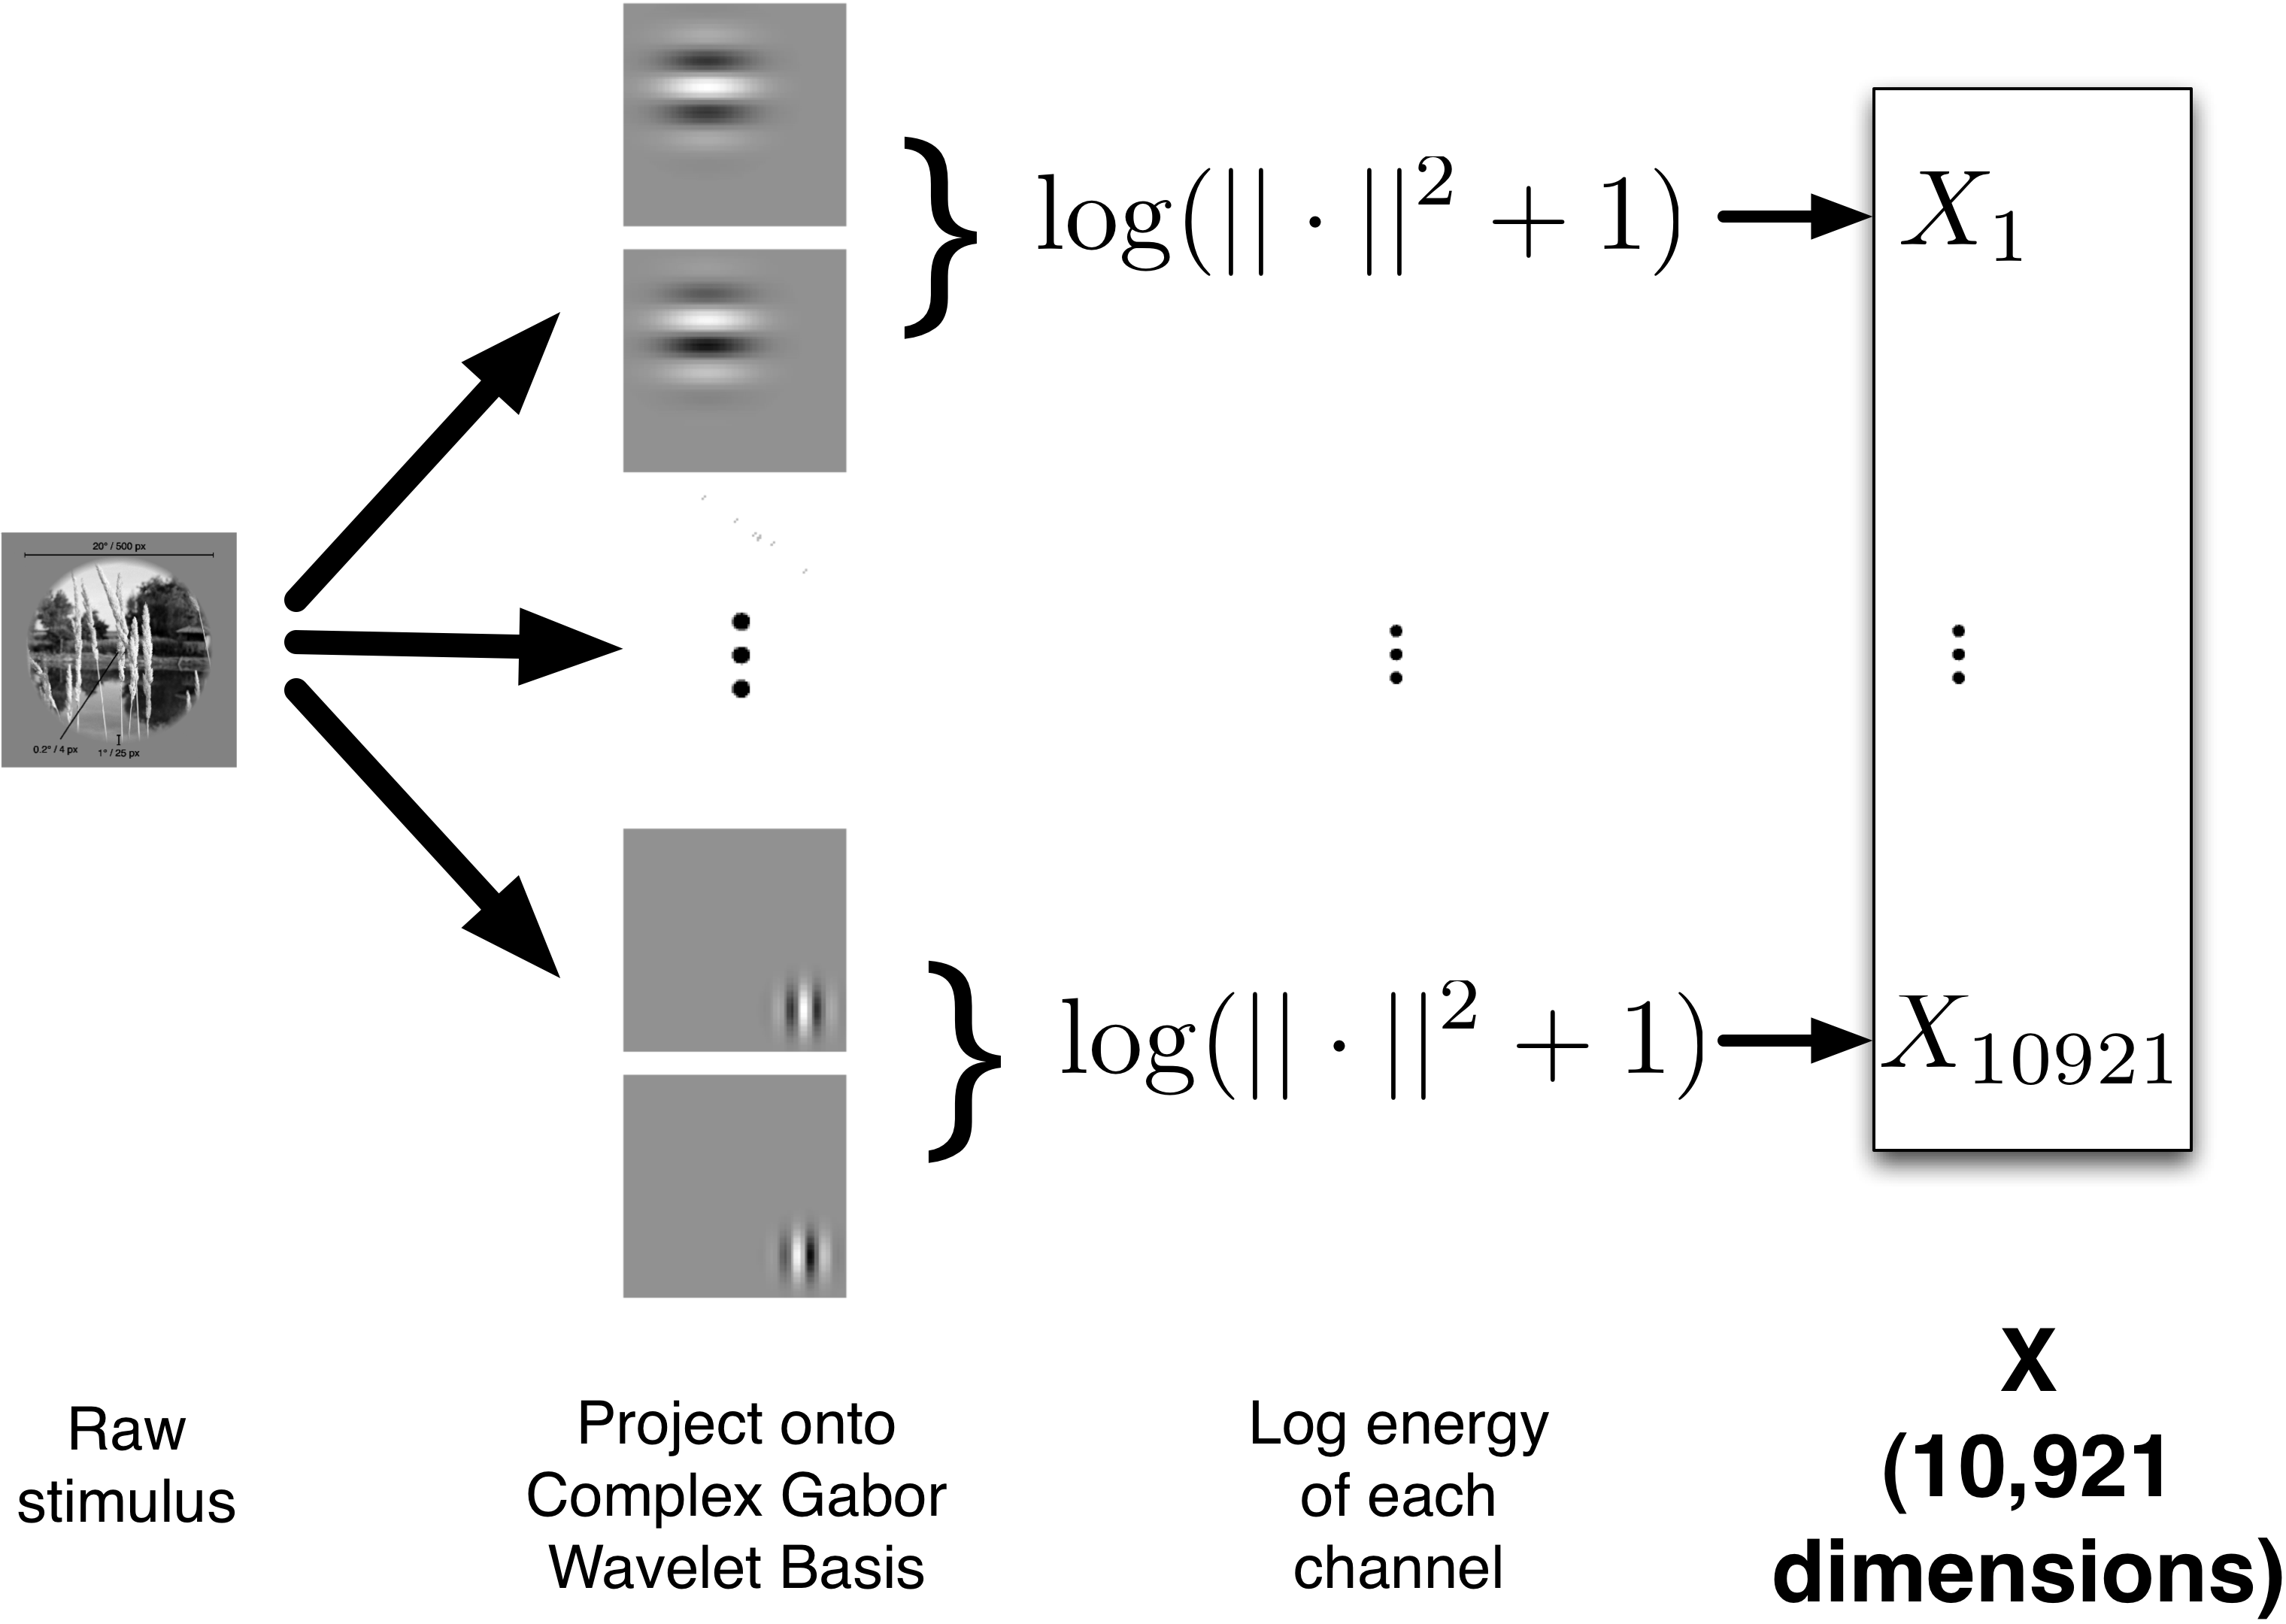 log(|| · ||² + 1)
X₁
20° / 500 px
0.2° / 4 px
1° / 25 px
log(|| · ||² + 1)
X₁₀₉₂₁
Raw
stimulus
Project onto
Complex Gabor
Wavelet Basis
Log energy
of each
channel
X
(10,921
dimensions)